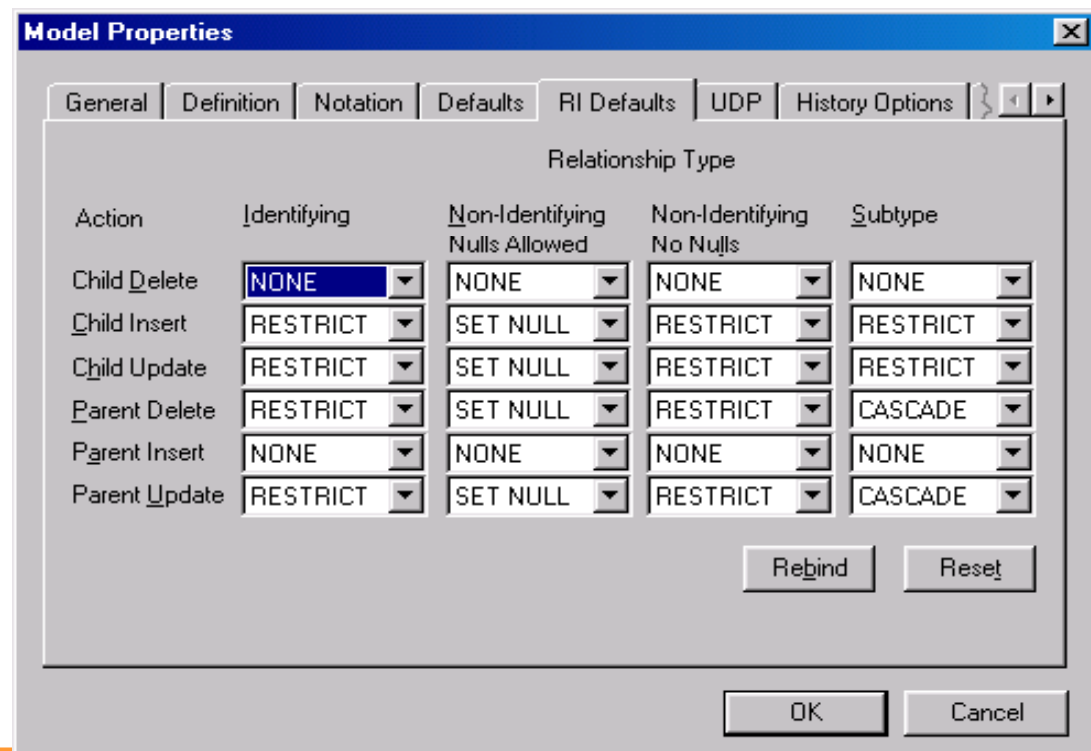 Model Properties
General Definition Notation Defaults RI Defaults UDP History Options
Relationship Type
Action Identifying Non-Identifying Nulls Allowed Non-Identifying No Nulls Subtype
Child Delete NONE NONE NONE NONE
Child Insert RESTRICT SET NULL RESTRICT RESTRICT
Child Update RESTRICT SET NULL RESTRICT RESTRICT
Parent Delete RESTRICT SET NULL RESTRICT CASCADE
Parent Insert NONE NONE NONE NONE
Parent Update RESTRICT SET NULL RESTRICT CASCADE
Rebind Reset
OK Cancel